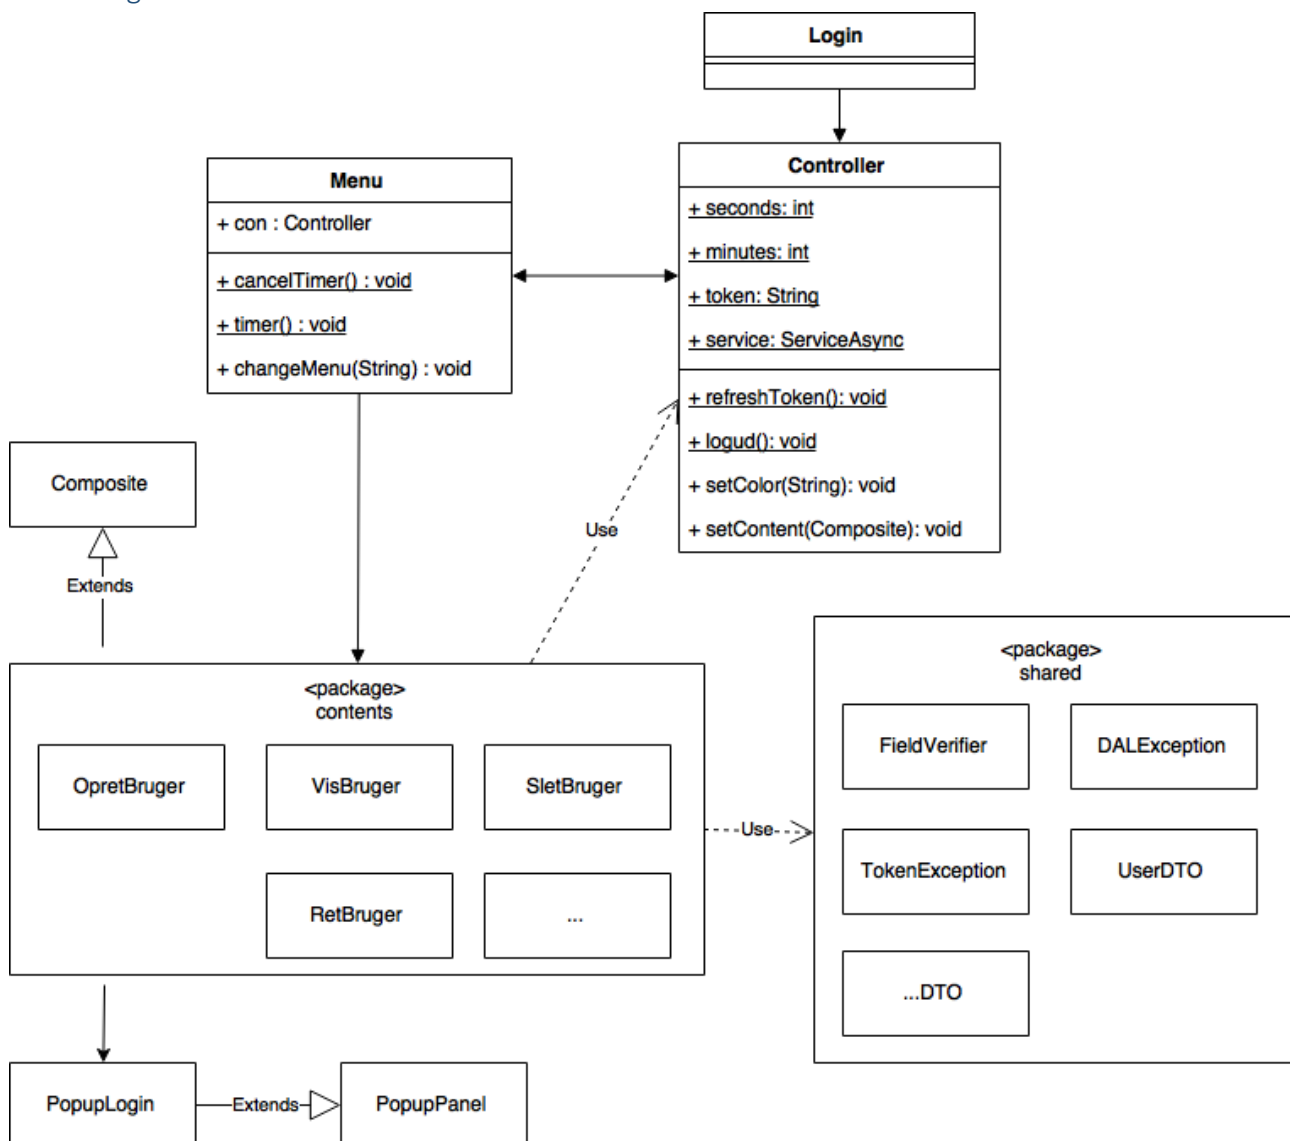 Login
Controller
+ seconds: int
+ minutes: int
+ token: String
+ service: ServiceAsync
+ refreshToken(): void
+ logud(): void
+ setColor(String): void
+ setContent(Composite): void
Menu
+ con : Controller
+ cancelTimer() : void
+ timer() : void
+ changeMenu(String) : void
Composite
Extends
Use
<package>
contents
OpretBruger
VisBruger
SletBruger
RetBruger
...
Use
<package>
shared
FieldVerifier
DALException
TokenException
UserDTO
...DTO
PopupLogin
Extends
PopupPanel